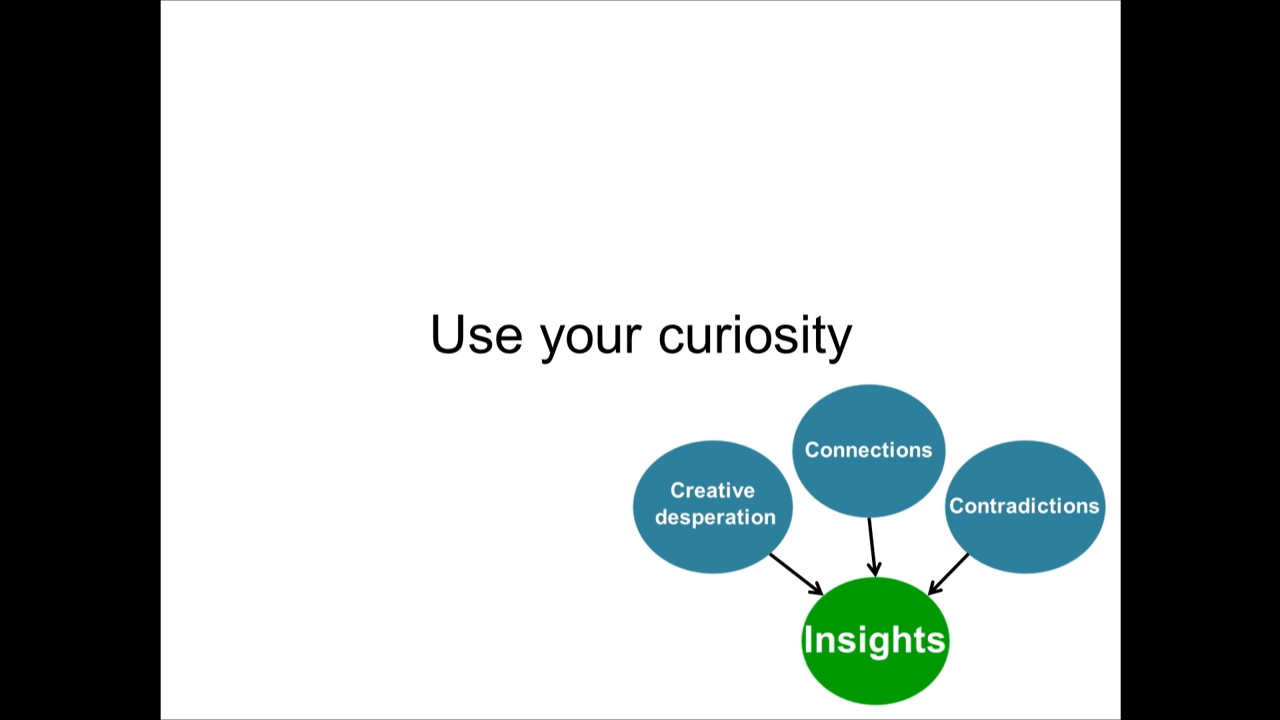 Use your curiosity
Connections
Creative
desperation
Contradictions
Insights